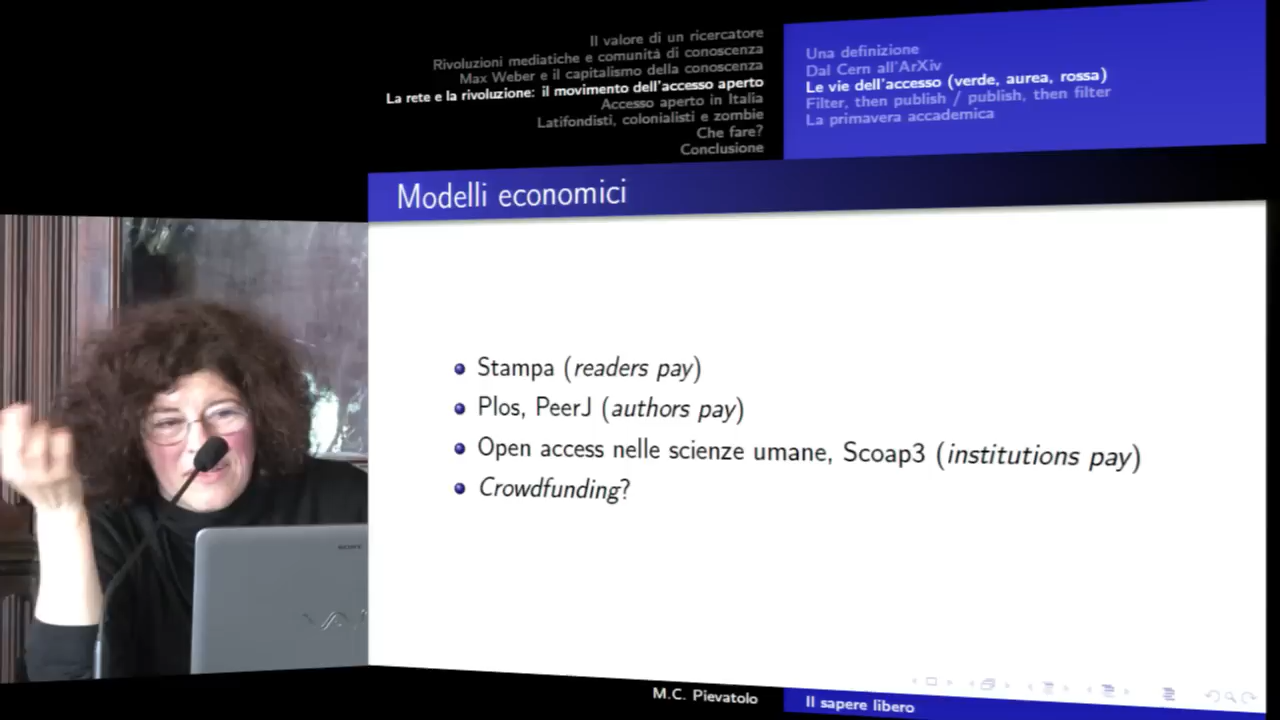 Il valore di un ricercatore
Rivoluzioni mediatiche e comunità di conoscenza
Max Weber e il capitalismo della conoscenza
La rete e la rivoluzione: il movimento dell'accesso aperto
Accesso aperto in Italia
Latifondisti, colonialisti e zombie
Che fare?
Conclusione
Una definizione
Dal Cern all'ArXiv
Le vie dell'accesso (verde, aurea, rossa)
Filter, then publish / publish, then filter
La primavera accademica
Modelli economici
Stampa (readers pay)
Plos, PeerJ (authors pay)
Open access nelle scienze umane, Scoap3 (institutions pay)
Crowdfunding?
SONY
VAIO
M.C. Pievatolo
Il sapere libero